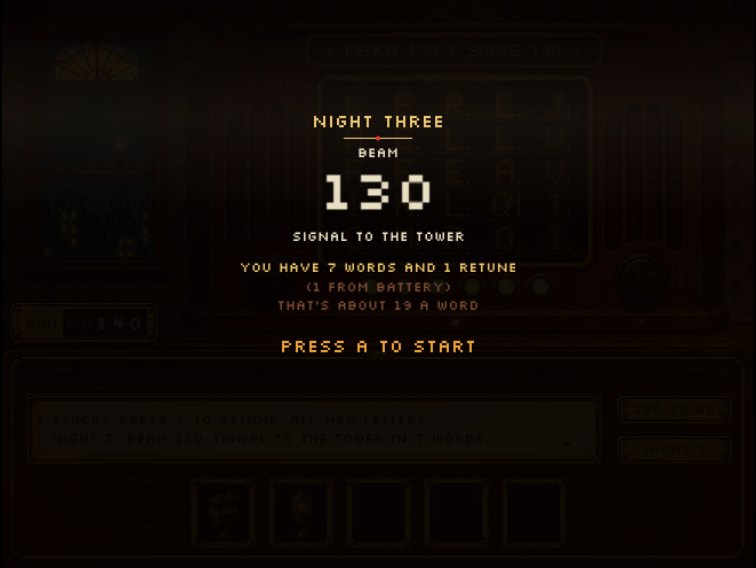 * REACH 130 * SCORE 140 *
NIGHT THREE
BEAM
130
SIGNAL TO THE TOWER
YOU HAVE 7 WORDS AND 1 RETUNE
(1 FROM BATTERY)
THAT'S ABOUT 19 A WORD
RUN 140
PRESS A TO START
> STUCK? PRESS Y TO RETUNE: ALL NEW LETTERS.
> NIGHT 3: BEAM 130 SIGNAL TO THE TOWER IN 7 WORDS.
130 TO GO
NIGHT 3